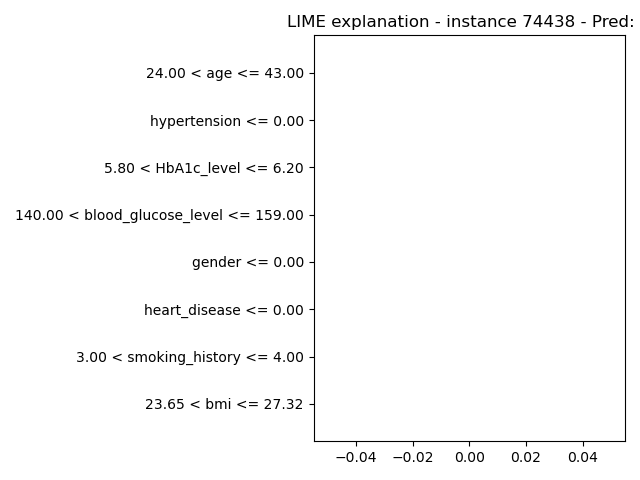 LIME explanation - instance 74438 - Pred:
24.00 < age <= 43.00
hypertension <= 0.00
5.80 < HbA1c_level <= 6.20
140.00 < blood_glucose_level <= 159.00
gender <= 0.00
heart_disease <= 0.00
3.00 < smoking_history <= 4.00
23.65 < bmi <= 27.32
−0.04 −0.02 0.00 0.02 0.04